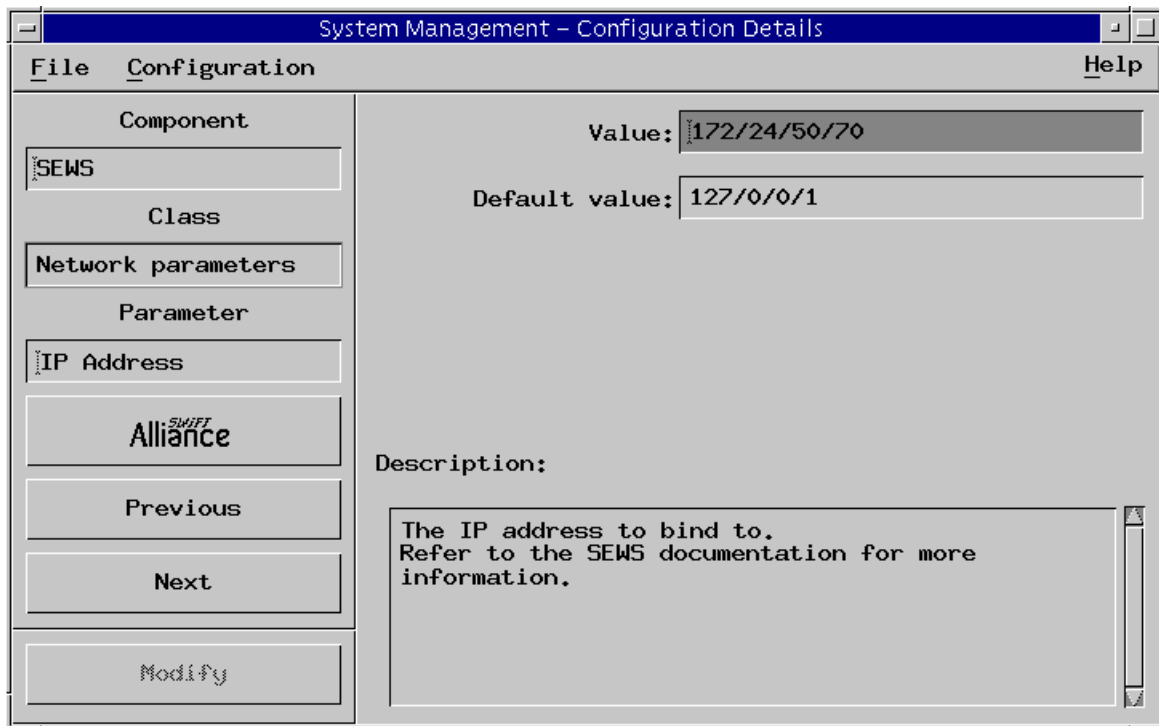 System Management – Configuration Details
File Configuration Help
Component
SEWS
Class
Network parameters
Parameter
IP Address
SWIFT
Alliance
Previous
Next
Modify
Value: 172/24/50/70
Default value: 127/0/0/1
Description:
The IP address to bind to.
Refer to the SEWS documentation for more
information.